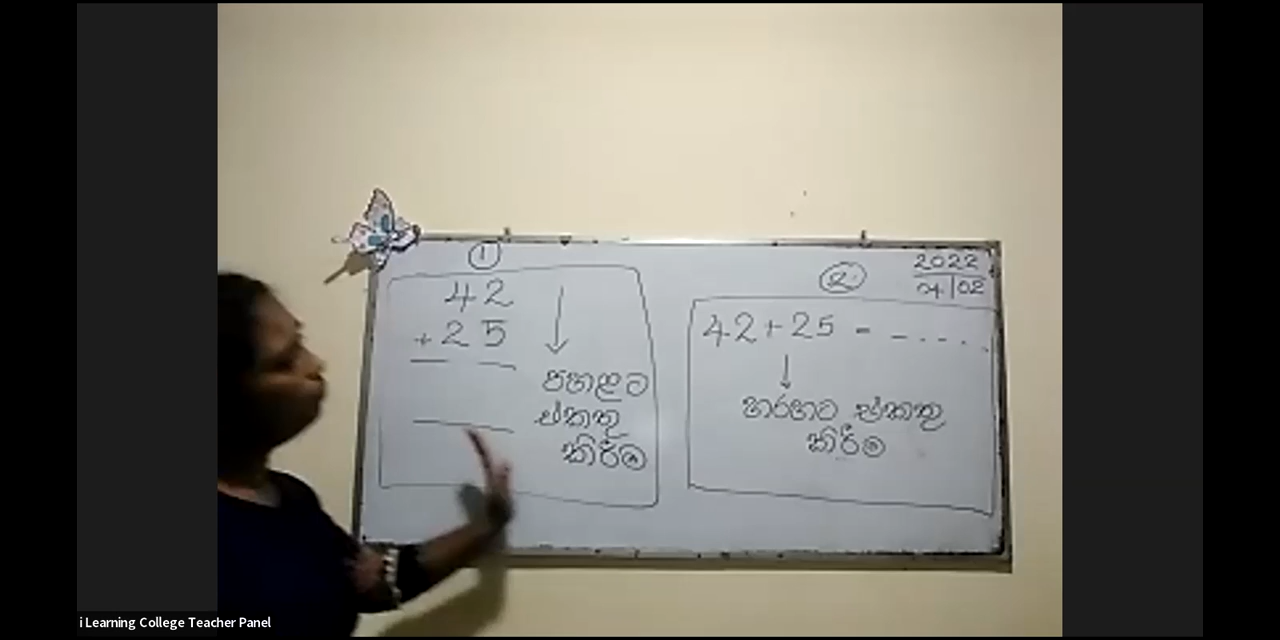 ①
42
+ 25
පහළට
එකතු
කිරීම
②
42 + 25 = - - - - -
හරහට එකතු
කිරීම
2022
04/02
i Learning College Teacher Panel